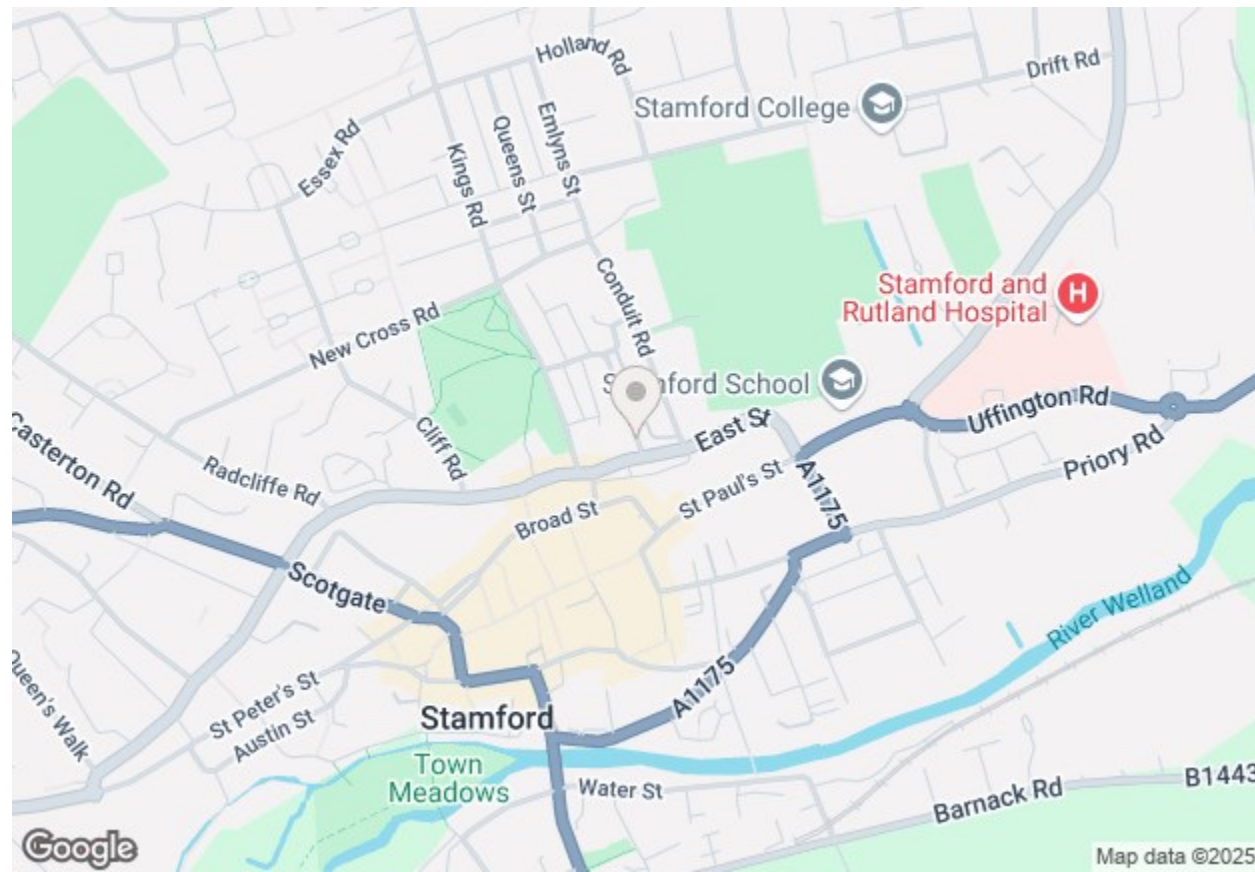 Holland Rd
Drift Rd
Stamford College
Essex Rd
Kings Rd
Queens St
Emlyns St
Conduit Rd
Stamford and
Rutland Hospital
H
New Cross Rd
School
East St
Uffington Rd
Priory Rd
Casterton Rd
Radcliffe Rd
Cliff Rd
Broad St
St Paul's St
A1175
Scotgate
River Welland
Queen's Walk
St Peter's St
Austin St
Stamford
A1175
Town
Meadows
Water St
Barnack Rd
B1443
Google
Map data ©2025